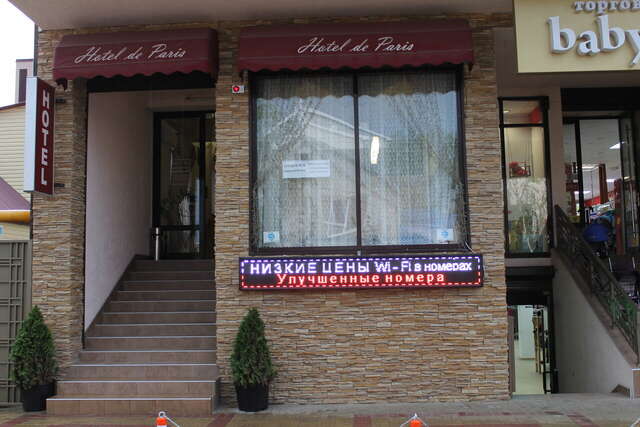 Hotel de Paris
Hotel de Paris
HOTEL
торгов
baby
НИЗКИЕ ЦЕНЫ Wi-Fi в номерах
Улучшенные номера